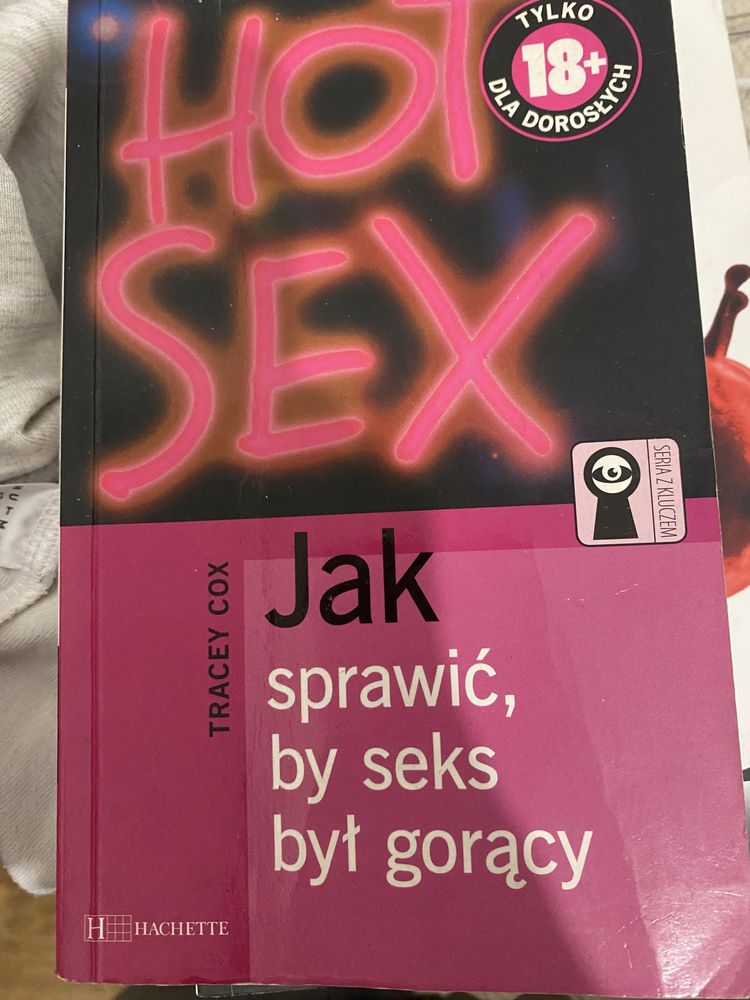 HOT
SEX
TYLKO
18+
DLA DOROSŁYCH
SERIA Z KLUCZEM
TRACEY COX
Jak
sprawić,
by seks
był gorący
H HACHETTE